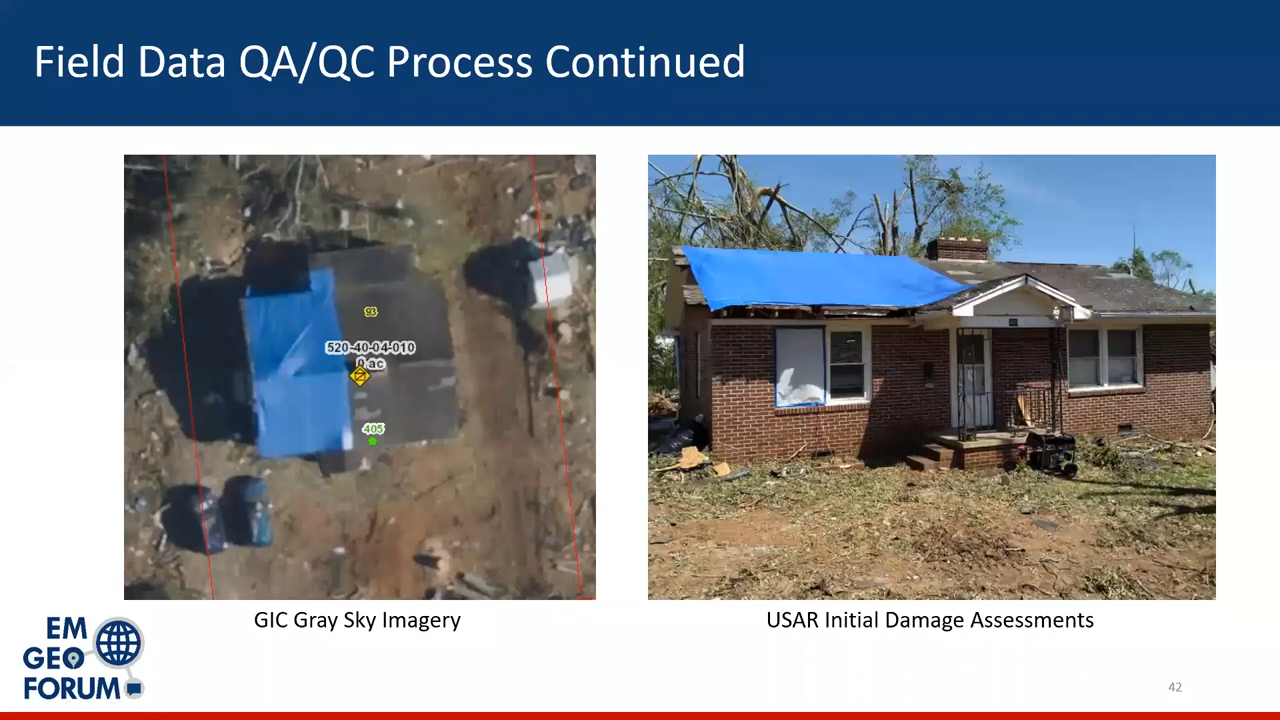 Field Data QA/QC Process Continued
93
520-40-04-010
0 ac
405
GIC Gray Sky Imagery
USAR Initial Damage Assessments
EM
GEO
FORUM
42